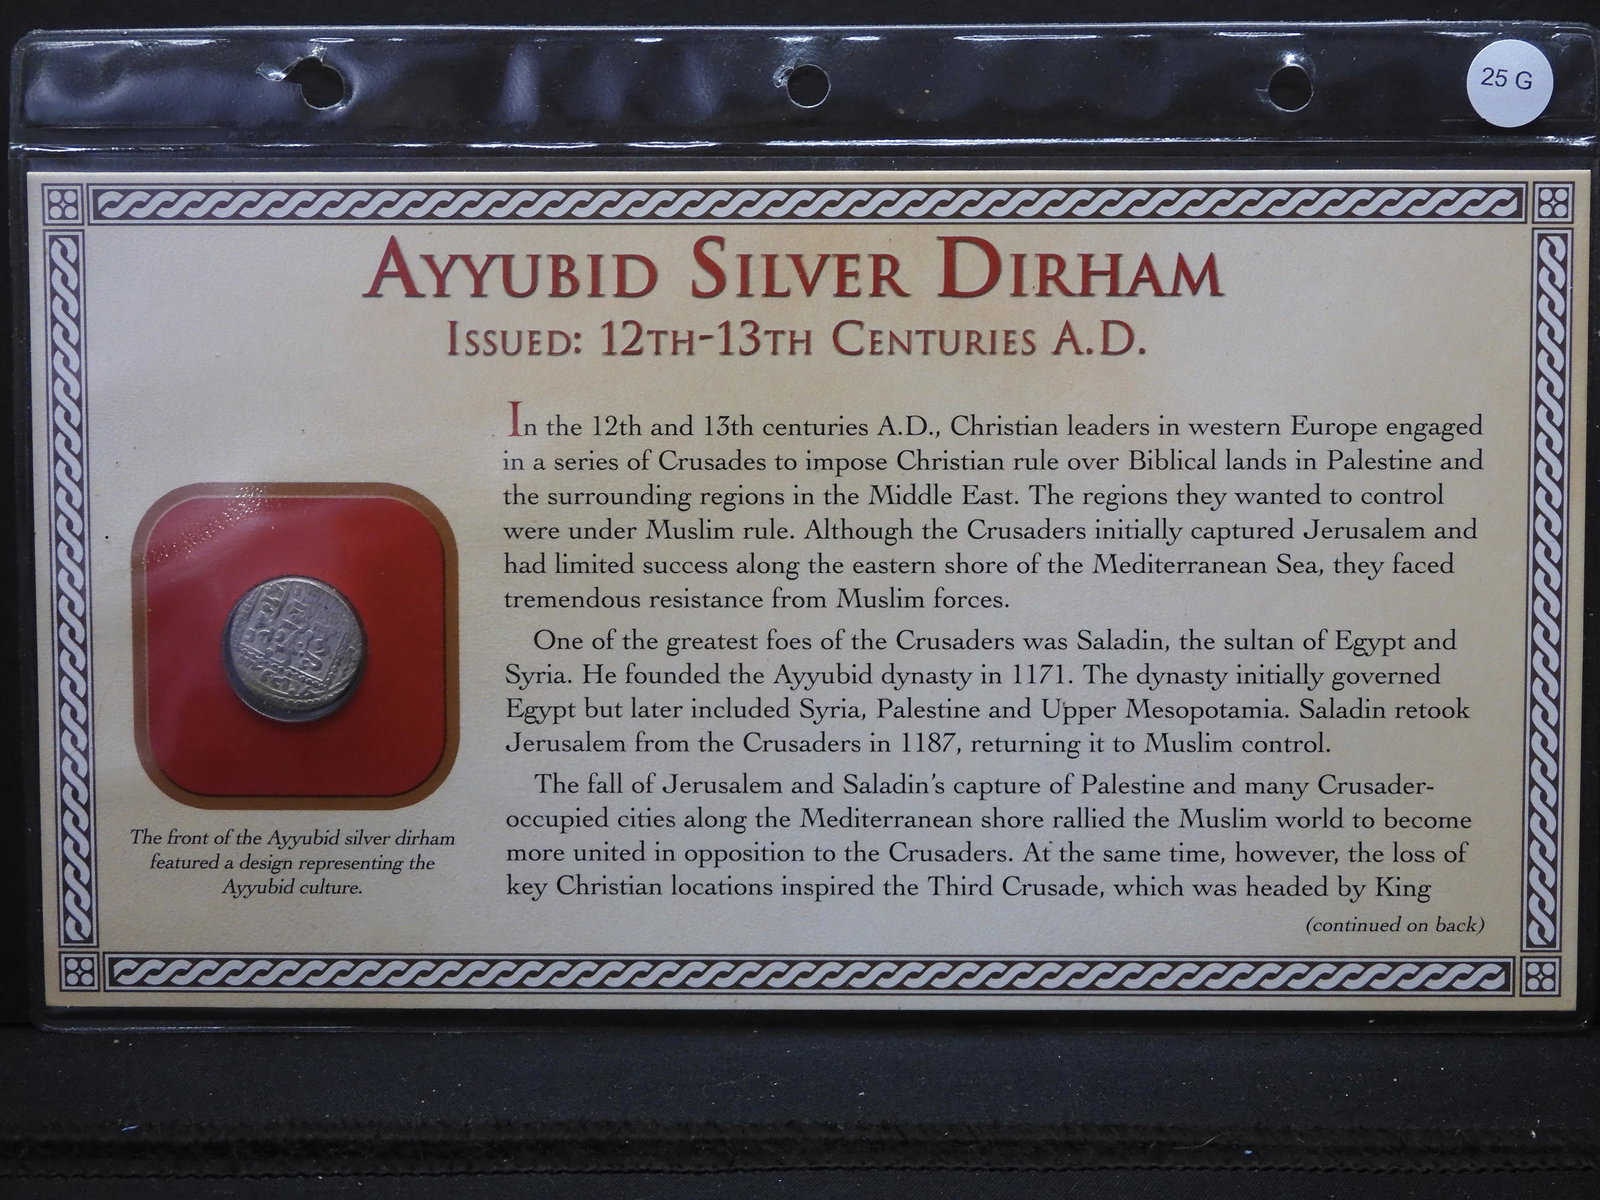 25 G
AYYUBID SILVER DIRHAM
ISSUED: 12TH-13TH CENTURIES A.D.
In the 12th and 13th centuries A.D., Christian leaders in western Europe engaged
in a series of Crusades to impose Christian rule over Biblical lands in Palestine and
the surrounding regions in the Middle East. The regions they wanted to control
were under Muslim rule. Although the Crusaders initially captured Jerusalem and
had limited success along the eastern shore of the Mediterranean Sea, they faced
tremendous resistance from Muslim forces.
One of the greatest foes of the Crusaders was Saladin, the sultan of Egypt and
Syria. He founded the Ayyubid dynasty in 1171. The dynasty initially governed
Egypt but later included Syria, Palestine and Upper Mesopotamia. Saladin retook
Jerusalem from the Crusaders in 1187, returning it to Muslim control.
The fall of Jerusalem and Saladin's capture of Palestine and many Crusader-
occupied cities along the Mediterranean shore rallied the Muslim world to become
more united in opposition to the Crusaders. At the same time, however, the loss of
key Christian locations inspired the Third Crusade, which was headed by King
(continued on back)
The front of the Ayyubid silver dirham
featured a design representing the
Ayyubid culture.